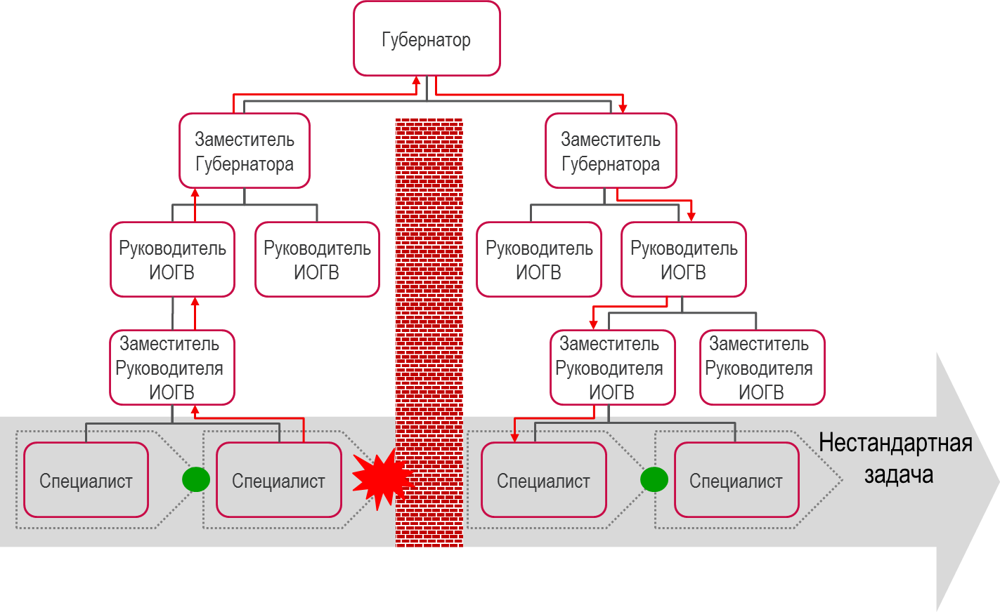 Губернатор
Заместитель
Губернатора
Заместитель
Губернатора
Руководитель
ИОГВ
Руководитель
ИОГВ
Руководитель
ИОГВ
Руководитель
ИОГВ
Заместитель
Руководителя
ИОГВ
Заместитель
Руководителя
ИОГВ
Заместитель
Руководителя
ИОГВ
Специалист
Специалист
Специалист
Специалист
Нестандартная
задача